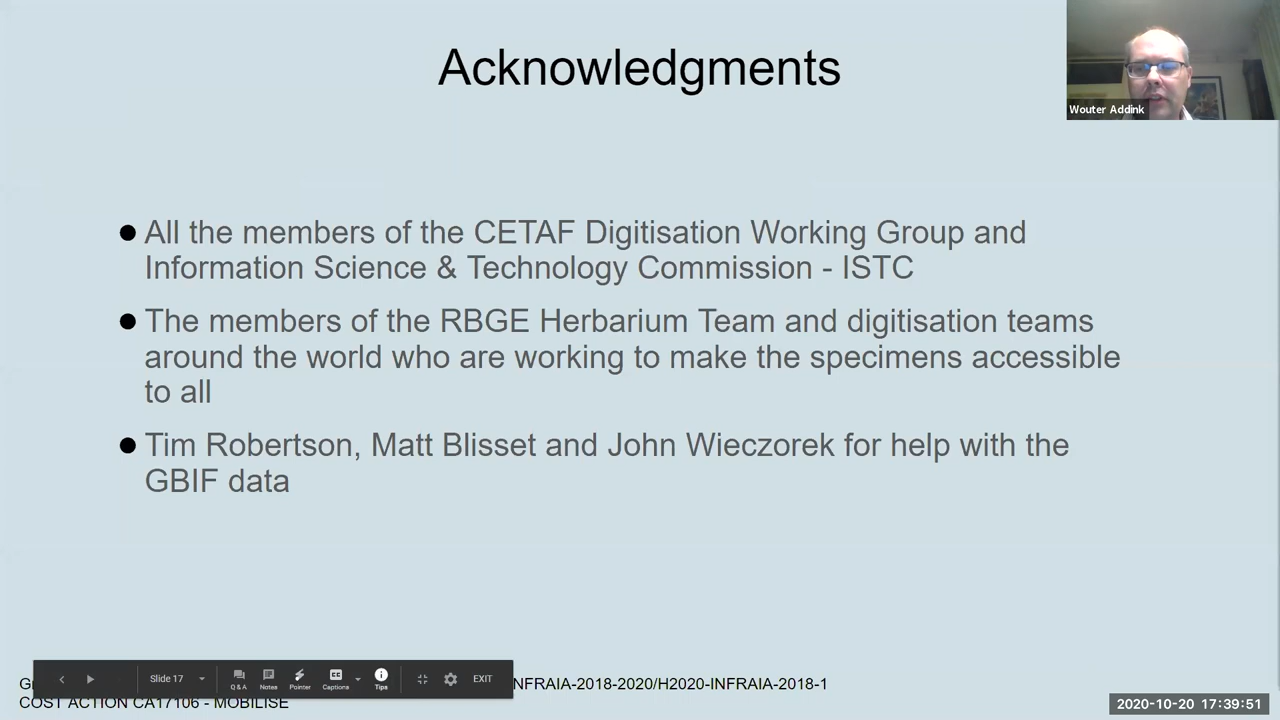 Acknowledgments
Wouter Addink
All the members of the CETAF Digitisation Working Group and
Information Science & Technology Commission - ISTC
The members of the RBGE Herbarium Team and digitisation teams
around the world who are working to make the specimens accessible
to all
Tim Robertson, Matt Blisset and John Wieczorek for help with the
GBIF data
Slide 17
Q & A
Notes
Pointer
Captions
Tips
EXIT
NFRAIA-2018-2020/H2020-INFRAIA-2018-1
COST ACTION CA17106 - MOBILISE
2020-10-20 17:39:51